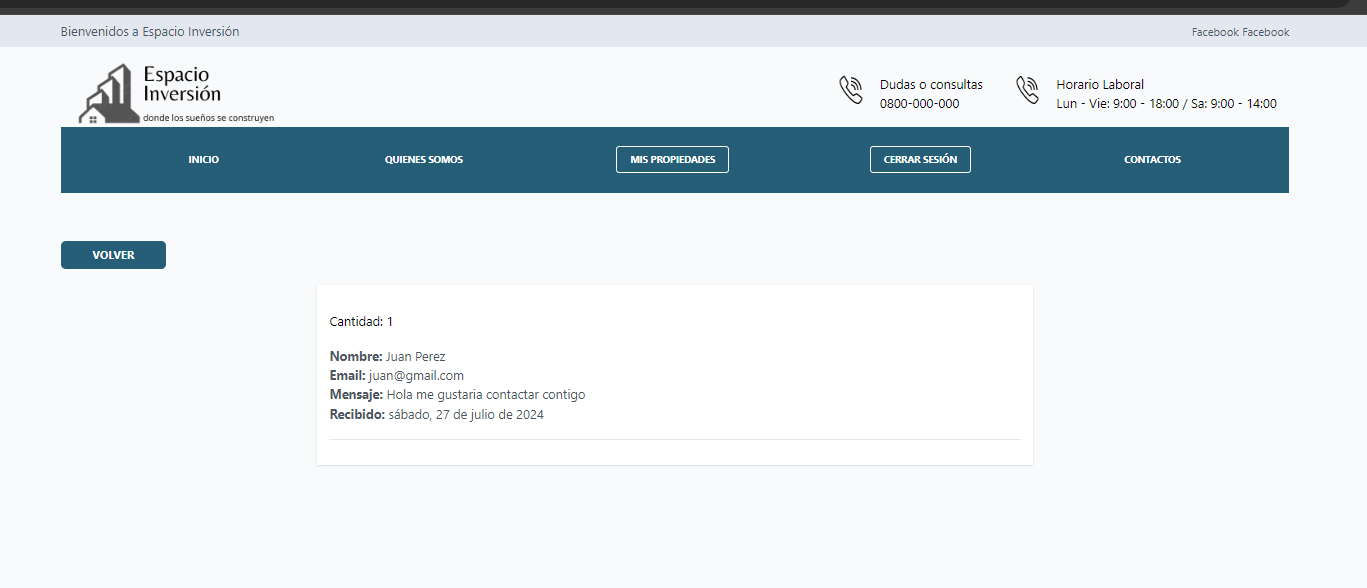 Bienvenidos a Espacio Inversión
Facebook Facebook
Espacio
Inversión
donde los sueños se construyen
Dudas o consultas
0800-000-000
Horario Laboral
Lun - Vie: 9:00 - 18:00 / Sa: 9:00 - 14:00
INICIO
QUIENES SOMOS
MIS PROPIEDADES
CERRAR SESIÓN
CONTACTOS
VOLVER
Cantidad: 1
Nombre: Juan Perez
Email: juan@gmail.com
Mensaje: Hola me gustaria contactar contigo
Recibido: sábado, 27 de julio de 2024